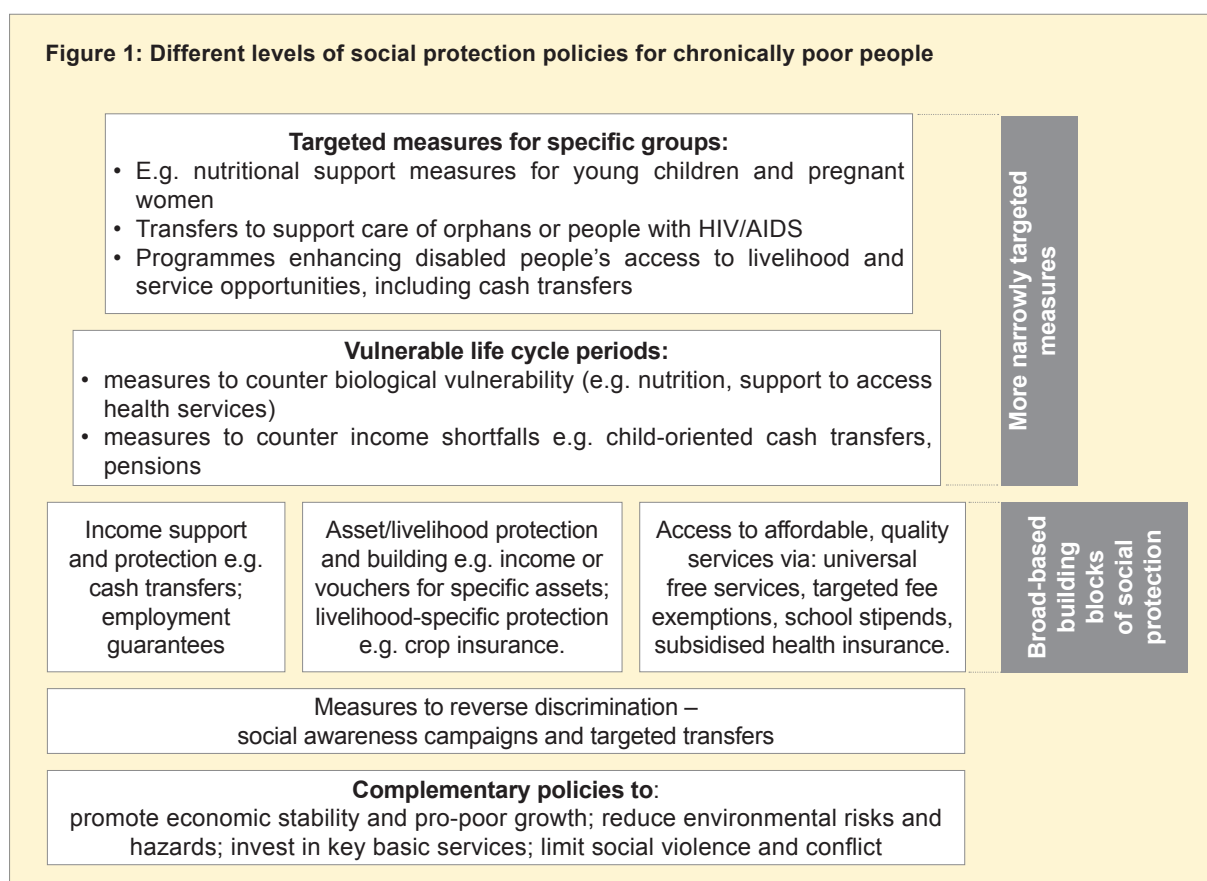 Figure 1: Different levels of social protection policies for chronically poor people
Targeted measures for specific groups:
• E.g. nutritional support measures for young children and pregnant
women
• Transfers to support care of orphans or people with HIV/AIDS
• Programmes enhancing disabled people's access to livelihood and
service opportunities, including cash transfers
Vulnerable life cycle periods:
• measures to counter biological vulnerability (e.g. nutrition, support to access
health services)
• measures to counter income shortfalls e.g. child-oriented cash transfers,
pensions
More narrowly targeted
measures
Income support
and protection e.g.
cash transfers;
employment
guarantees
Asset/livelihood protection
and building e.g. income or
vouchers for specific assets;
livelihood-specific protection
e.g. crop insurance.
Access to affordable, quality
services via: universal
free services, targeted fee
exemptions, school stipends,
subsidised health insurance.
Broad-based
building
blocks
of social
protection
Measures to reverse discrimination –
social awareness campaigns and targeted transfers
Complementary policies to:
promote economic stability and pro-poor growth; reduce environmental risks and
hazards; invest in key basic services; limit social violence and conflict